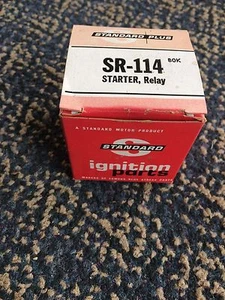 STANDARD PLUS
SR-114 BOX
STARTER, Relay
A STANDARD MOTOR PRODUCT
STANDARD
ignition
parts